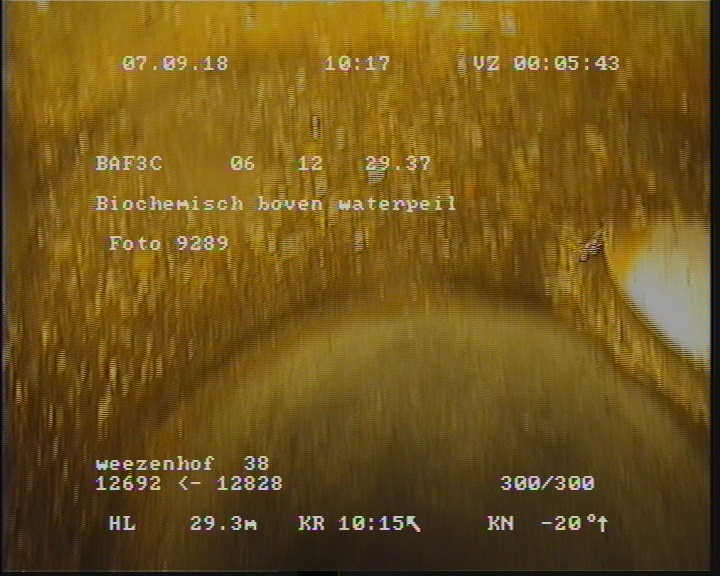 07.09.18 10:17 VZ 00:05:43
BAF3C 06 12 29.37
Biochemisch boven waterpeil
Foto 9289
weezenhof 38
12692 <- 12828 300/300
HL 29.3m KR 10:15↖ KN -20°↑